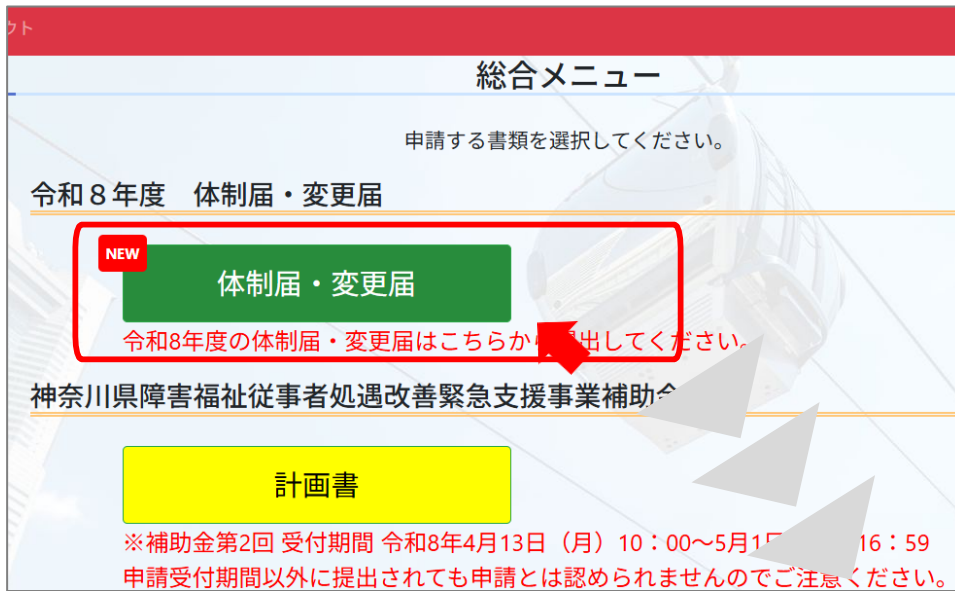 ウト
総合メニュー
申請する書類を選択してください。
令和８年度　体制届・変更届
NEW
体制届・変更届
令和8年度の体制届・変更届はこちらか 出してください。
神奈川県障害福祉従事者処遇改善緊急支援事業補助
計画書
※補助金第2回 受付期間 令和8年4月13日（月）10：00～5月1 16：59
申請受付期間以外に提出されても申請とは認められませんのでご注意ください。